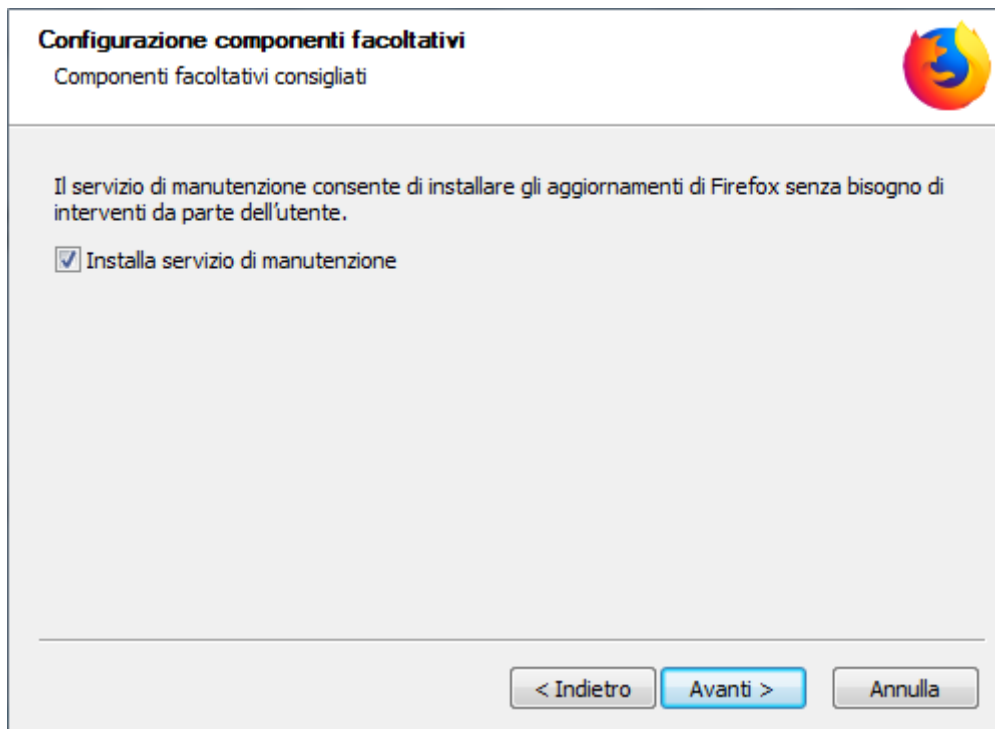 Configurazione componenti facoltativi
Componenti facoltativi consigliati
Il servizio di manutenzione consente di installare gli aggiornamenti di Firefox senza bisogno di
interventi da parte dell'utente.
Installa servizio di manutenzione
< Indietro
Avanti >
Annulla